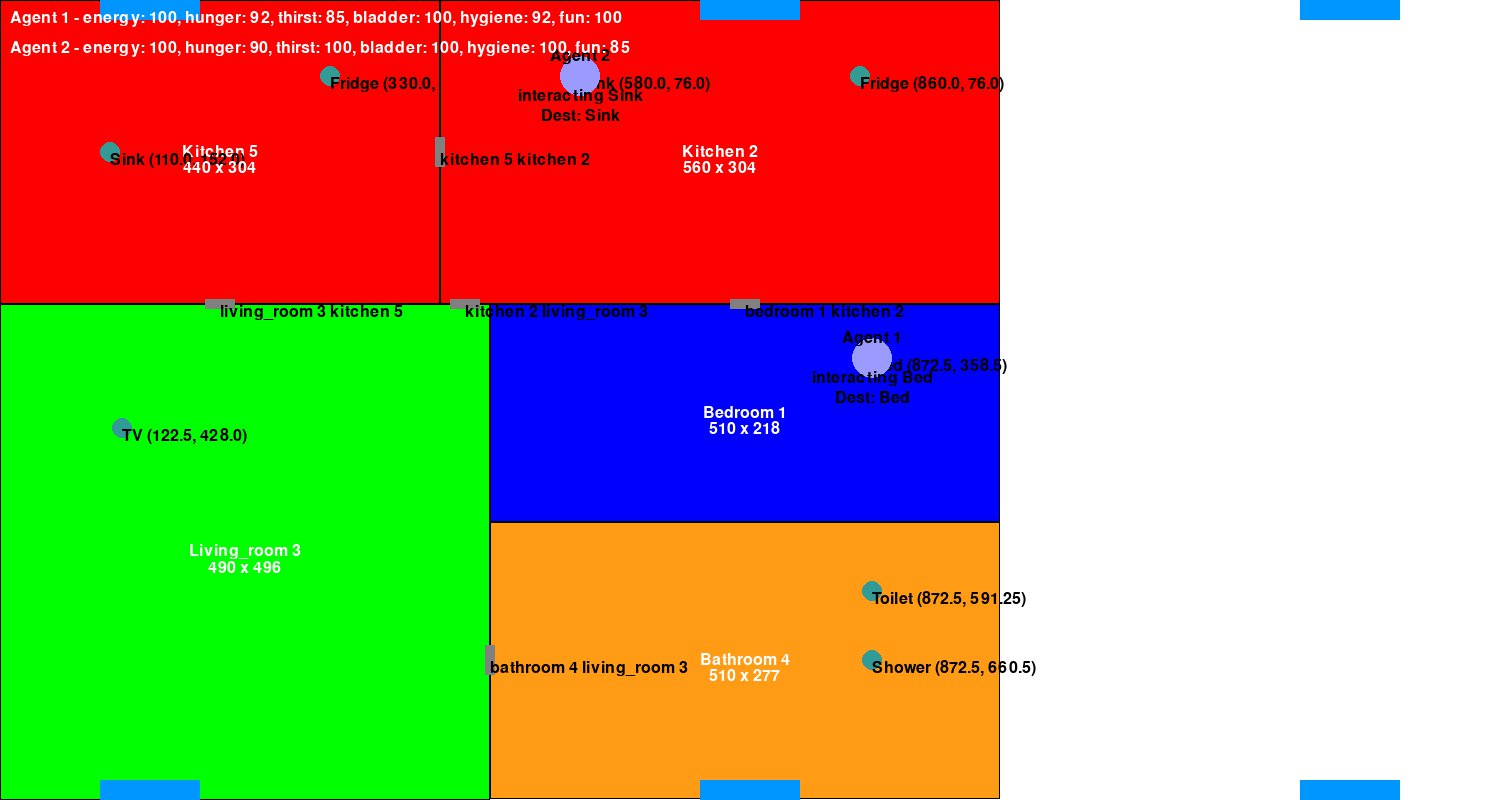 Agent 1 - energy: 100, hunger: 92, thirst: 85, bladder: 100, hygiene: 92, fun: 100
Agent 2 - energy: 100, hunger: 90, thirst: 100, bladder: 100, hygiene: 100, fun: 85
Agent 2
Fridge (330.0,
nk (580.0, 76.0)
Fridge (860.0, 76.0)
interacting Sink
Dest: Sink
Kitchen 5
440 x 304
Sink (110.0, 152.0)
kitchen 5 kitchen 2
Kitchen 2
560 x 304
living_room 3 kitchen 5
kitchen 2 living_room 3
bedroom 1 kitchen 2
Agent 1
d (872.5, 358.5)
interacting Bed
Dest: Bed
Bedroom 1
510 x 218
TV (122.5, 428.0)
Living_room 3
490 x 496
Toilet (872.5, 591.25)
Bathroom 4
510 x 277
Shower (872.5, 660.5)
bathroom 4 living_room 3